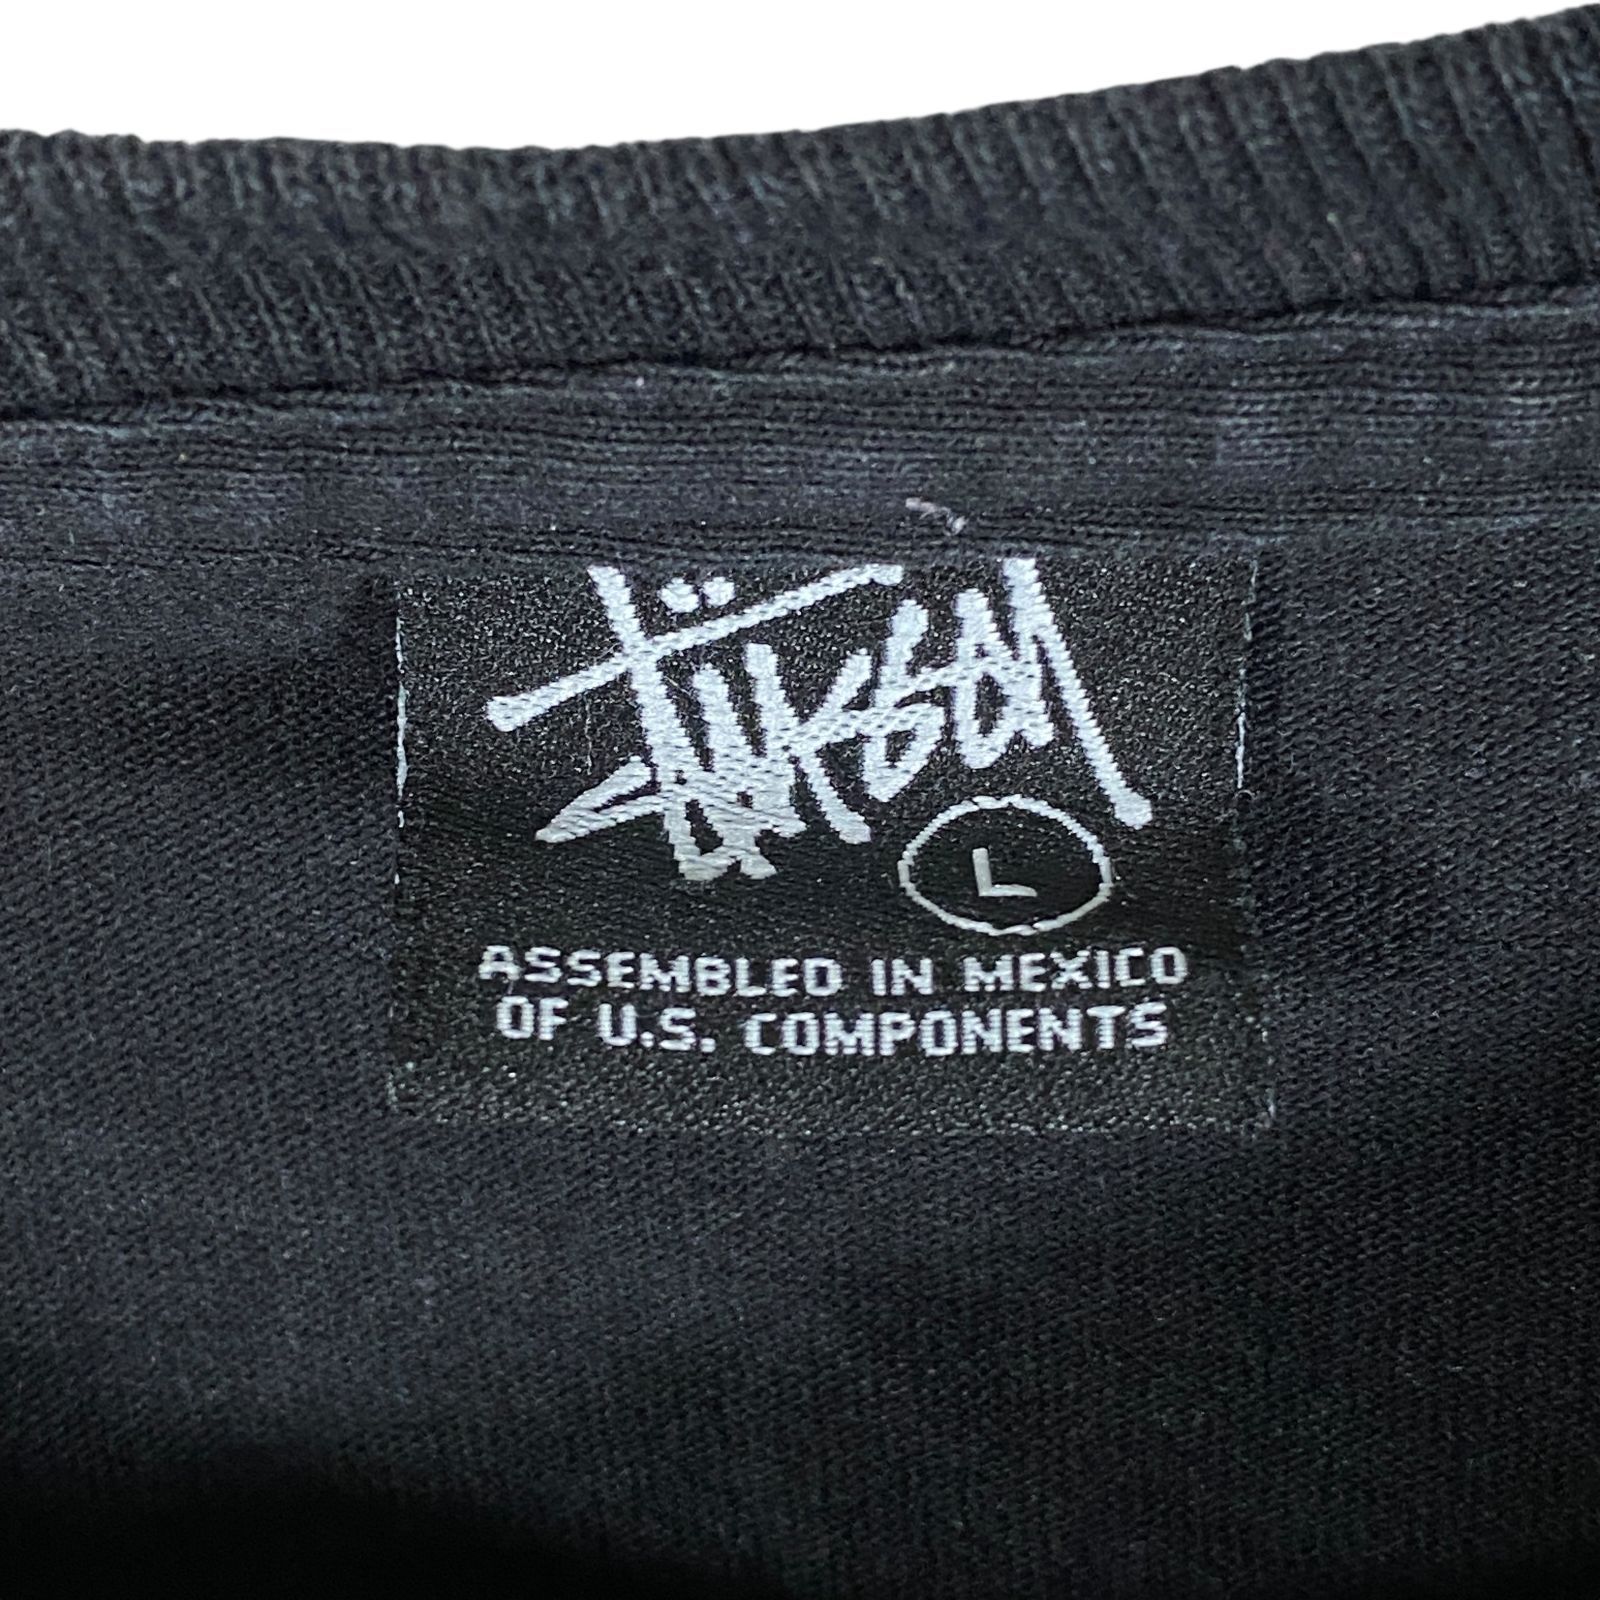 Stüssy
L
ASSEMBLED IN MEXICO
OF U.S. COMPONENTS